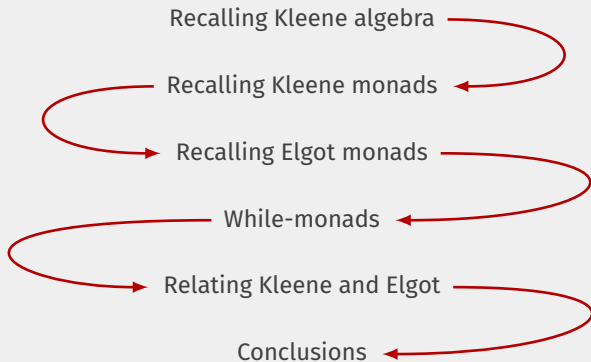 Recalling Kleene algebra
Recalling Kleene monads
Recalling Elgot monads
While-monads
Relating Kleene and Elgot
Conclusions